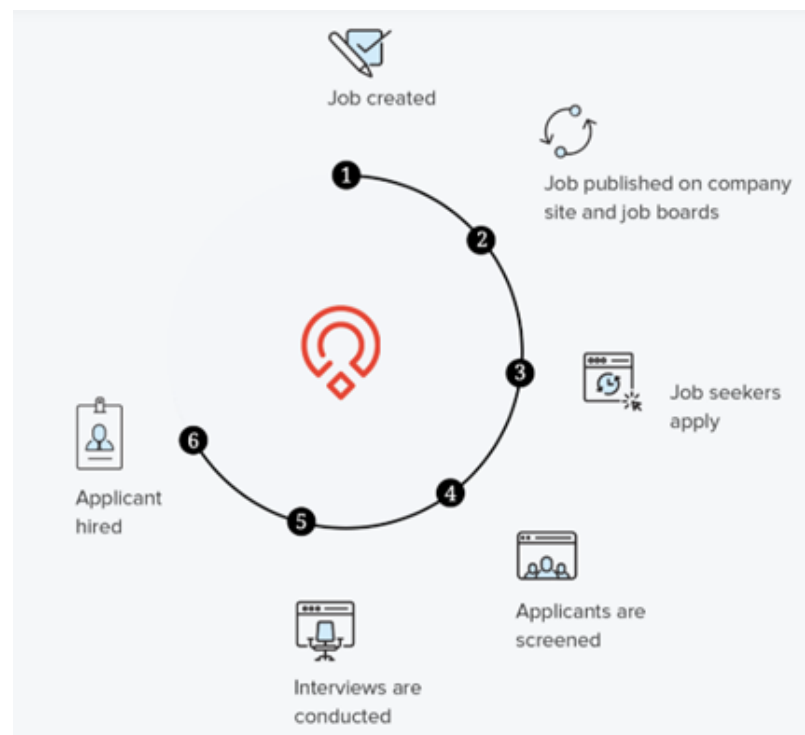 Job created
1
Job published on company
site and job boards
2
3
Job seekers
apply
4
Applicants are
screened
5
Interviews are
conducted
6
Applicant
hired